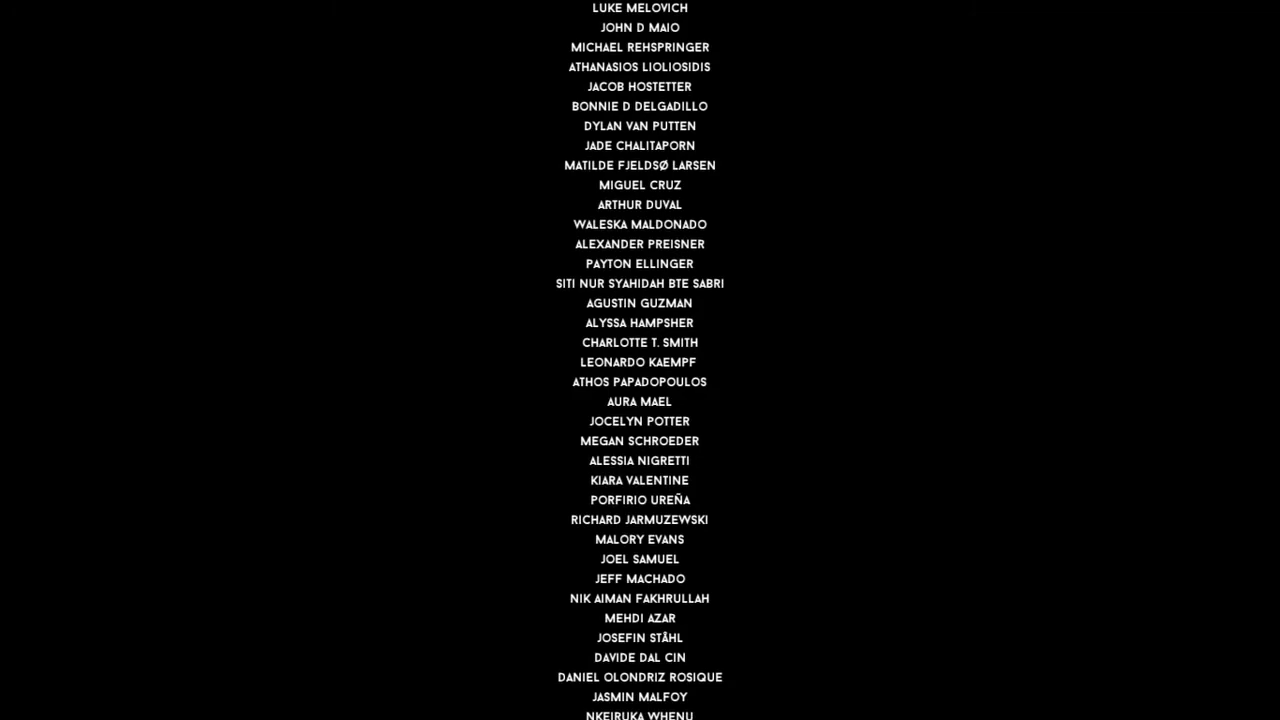 LUKE MELOVICH
JOHN D MAIO
MICHAEL REHSPRINGER
ATHANASIOS LIOLIOSIDIS
JACOB HOSTETTER
BONNIE D DELGADILLO
DYLAN VAN PUTTEN
JADE CHALITAPORN
MATILDE FJELDSØ LARSEN
MIGUEL CRUZ
ARTHUR DUVAL
WALESKA MALDONADO
ALEXANDER PREISNER
PAYTON ELLINGER
SITI NUR SYAHIDAH BTE SABRI
AGUSTIN GUZMAN
ALYSSA HAMPSHER
CHARLOTTE T. SMITH
LEONARDO KAEMPF
ATHOS PAPADOPOULOS
AURA MAEL
JOCELYN POTTER
MEGAN SCHROEDER
ALESSIA NIGRETTI
KIARA VALENTINE
PORFIRIO UREÑA
RICHARD JARMUZEWSKI
MALORY EVANS
JOEL SAMUEL
JEFF MACHADO
NIK AIMAN FAKHRULLAH
MEHDI AZAR
JOSEFIN STÅHL
DAVIDE DAL CIN
DANIEL OLONDRIZ ROSIQUE
JASMIN MALFOY
NKEIRUKA WHENU